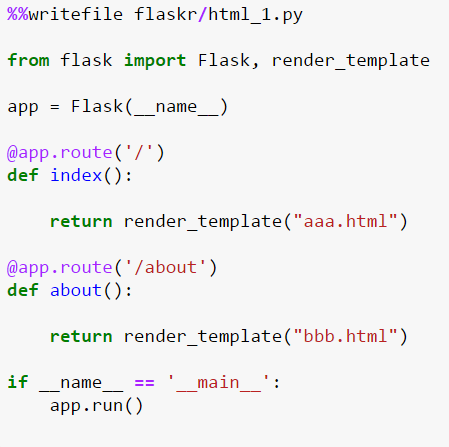 %%writefile flaskr/html_1.py
from flask import Flask, render_template
app = Flask(__name__)
@app.route('/')
def index():
    return render_template("aaa.html")
@app.route('/about')
def about():
    return render_template("bbb.html")
if __name__ == '__main__':
    app.run()